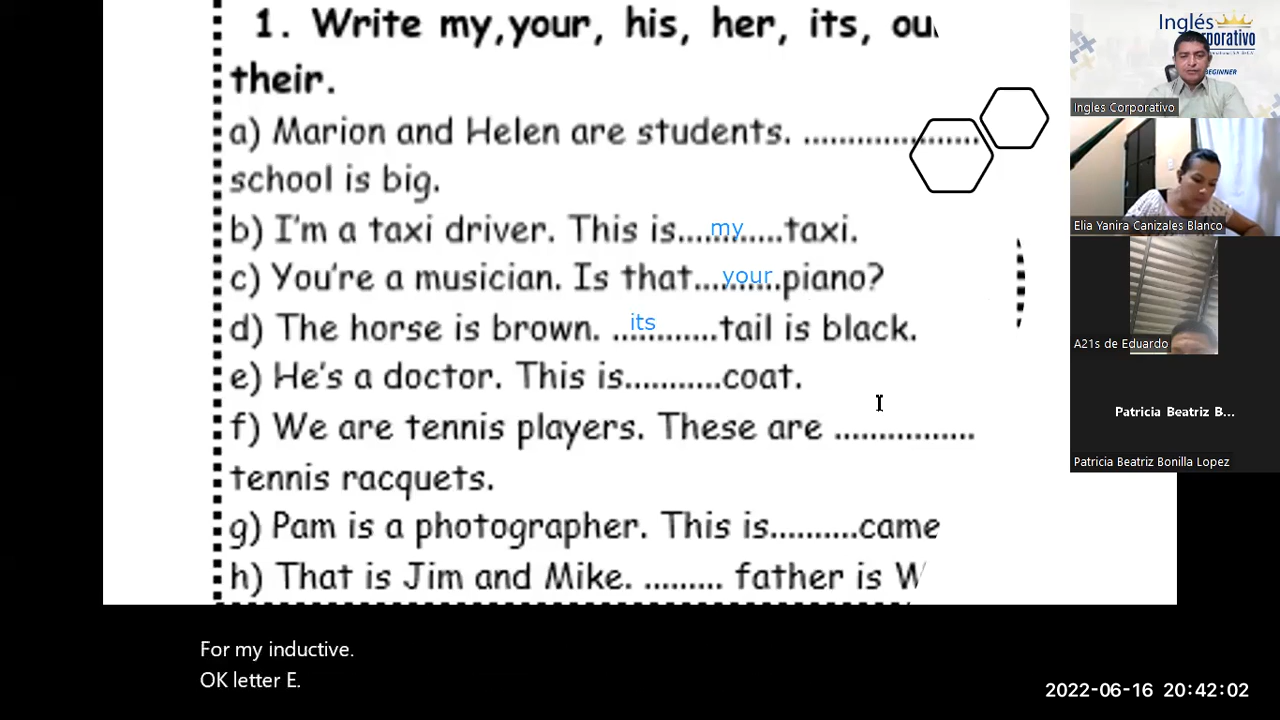 1. Write my,your, his, her, its, ou
their.
a) Marion and Helen are students. ......................
school is big.
b) I'm a taxi driver. This is....my.....taxi.
c) You're a musician. Is that...your.piano?
d) The horse is brown. ..its.......tail is black.
e) He's a doctor. This is...........coat.
f) We are tennis players. These are ................
tennis racquets.
g) Pam is a photographer. This is..........came
h) That is Jim and Mike. ......... father is W
For my inductive.
OK letter E.
Inglés
rporativo
BEGINNER
Ingles Corporativo
Elia Yanira Canizales Blanco
A21s de Eduardo
Patricia Beatriz B...
Patricia Beatriz Bonilla Lopez
2022-06-16 20:42:02